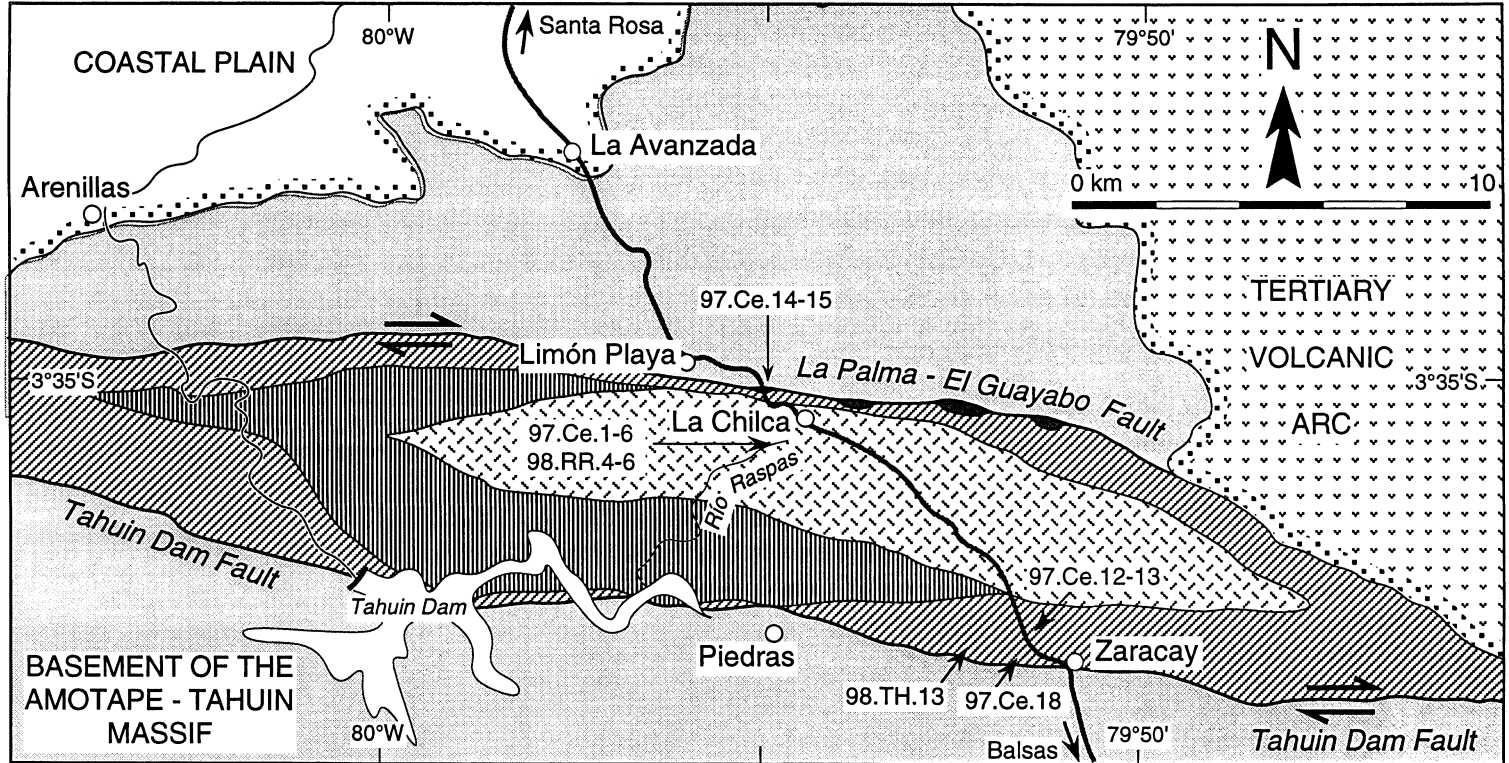 Santa Rosa
80°W
79°50'
COASTAL PLAIN
N
La Avanzada
Arenillas
0 km
10
97.Ce.14-15
TERTIARY
VOLCANIC
ARC
Limón Playa
La Palma - El Guayabo Fault
3°35'S
3°35'S
La Chilca
97.Ce.1-6
98.RR.4-6
Río Raspas
Tahuin Dam Fault
97.Ce.12-13
Tahuin Dam
Piedras
Zaracay
BASEMENT OF THE
AMOTAPE - TAHUIN
MASSIF
98.TH.13
97.Ce.18
80°W
Balsas
79°50'
Tahuin Dam Fault